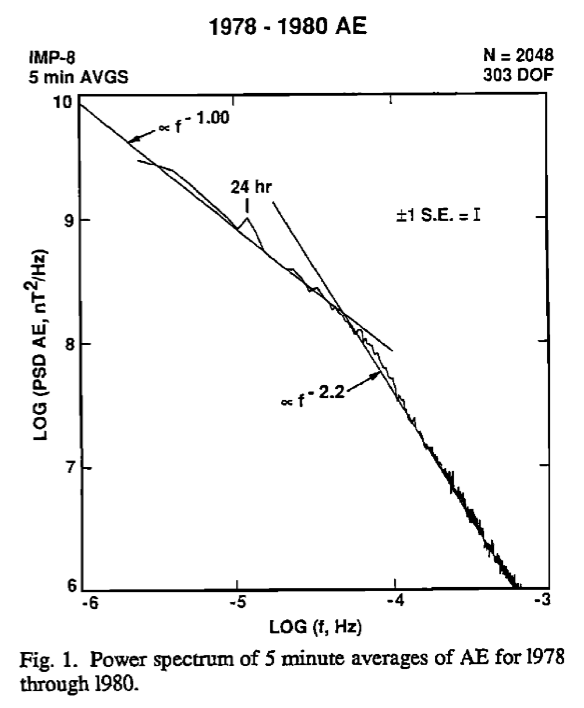 1978 - 1980 AE
IMP-8
5 min AVGS
N = 2048
303 DOF
10
∝ f - 1.00
24 hr
±1 S.E. = I
9
8
∝ f - 2.2
7
6
LOG (PSD AE, nT2/Hz)
-6
-5
-4
-3
LOG (f, Hz)
Fig. 1. Power spectrum of 5 minute averages of AE for 1978
through 1980.